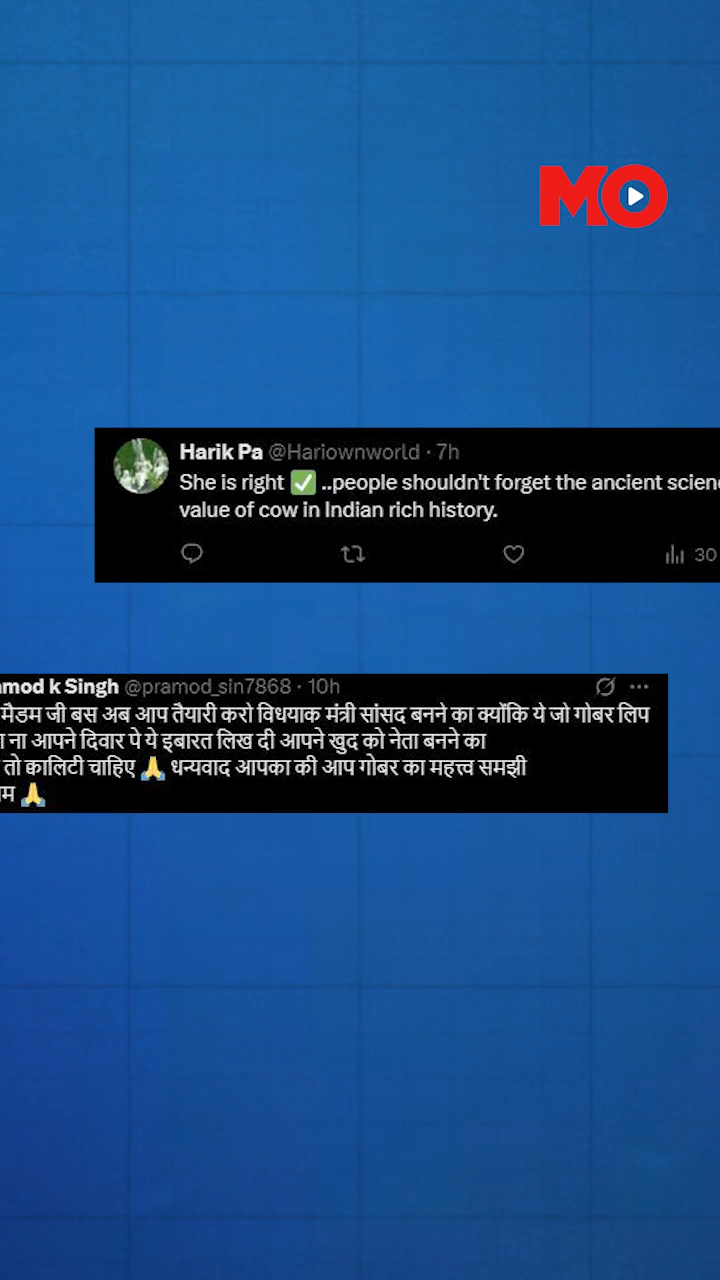 MO
Harik Pa @Hariownworld · 7h
She is right ✅ ..people shouldn't forget the ancient scien
value of cow in Indian rich history.
30
mod k Singh @pramod_sin7868 · 10h
मैडम जी बस अब आप तैयारी करो विधयाक मंत्री सांसद बनने का क्योंकि ये जो गोबर लिप
ना आपने दिवार पे ये इबारत लिख दी आपने खुद को नेता बनने का
तो क्वालिटी चाहिए 🙏 धन्यवाद आपका की आप गोबर का महत्त्व समझी
🙏